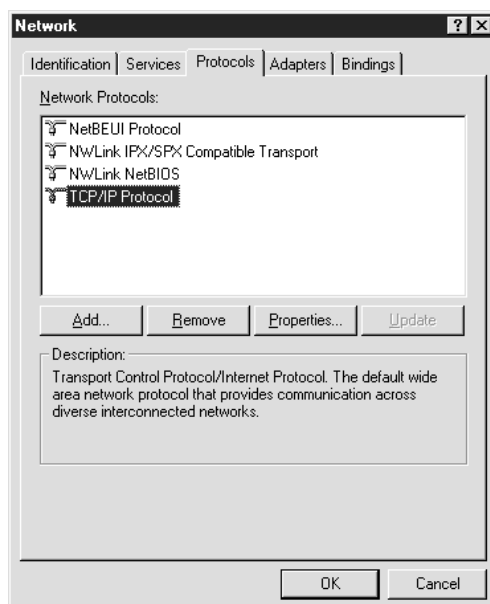 Network
Identification Services Protocols Adapters Bindings
Network Protocols:
NetBEUI Protocol
NWLink IPX/SPX Compatible Transport
NWLink NetBIOS
TCP/IP Protocol
Add... Remove Properties... Update
Description:
Transport Control Protocol/Internet Protocol. The default wide
area network protocol that provides communication across
diverse interconnected networks.
OK Cancel